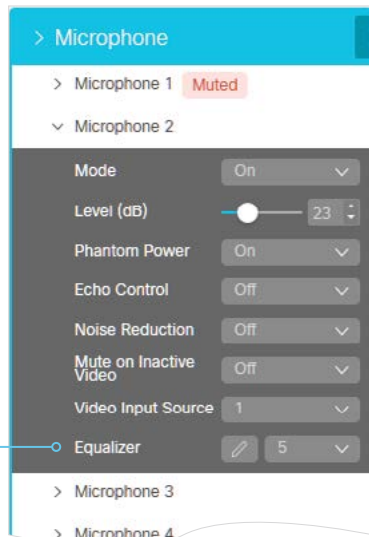 Microphone
Microphone 1 Muted
Microphone 2
Mode On
Level (dB) 23
Phantom Power On
Echo Control Off
Noise Reduction Off
Mute on Inactive
Video Off
Video Input Source 1
Equalizer 5
Microphone 3
Microphone 4